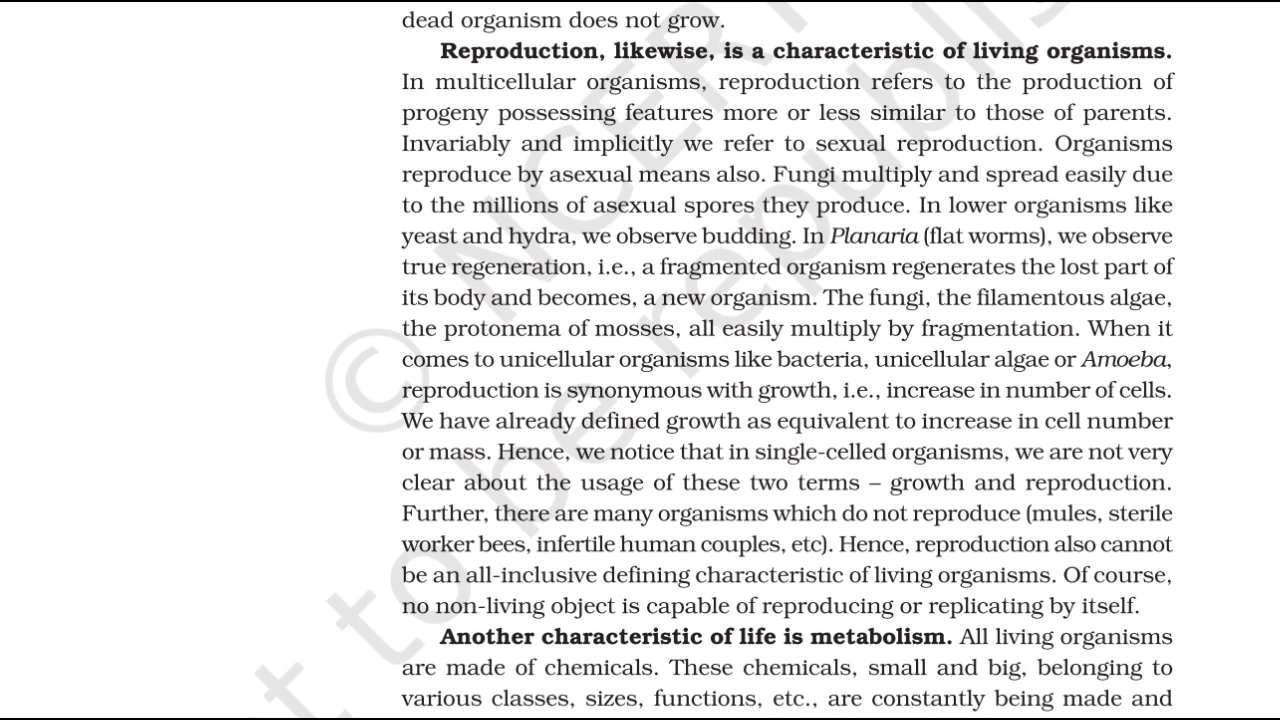 dead organism does not grow.
Reproduction, likewise, is a characteristic of living organisms.
In multicellular organisms, reproduction refers to the production of
progeny possessing features more or less similar to those of parents.
Invariably and implicitly we refer to sexual reproduction. Organisms
reproduce by asexual means also. Fungi multiply and spread easily due
to the millions of asexual spores they produce. In lower organisms like
yeast and hydra, we observe budding. In Planaria (flat worms), we observe
true regeneration, i.e., a fragmented organism regenerates the lost part of
its body and becomes, a new organism. The fungi, the filamentous algae,
the protonema of mosses, all easily multiply by fragmentation. When it
comes to unicellular organisms like bacteria, unicellular algae or Amoeba,
reproduction is synonymous with growth, i.e., increase in number of cells.
We have already defined growth as equivalent to increase in cell number
or mass. Hence, we notice that in single-celled organisms, we are not very
clear about the usage of these two terms – growth and reproduction.
Further, there are many organisms which do not reproduce (mules, sterile
worker bees, infertile human couples, etc). Hence, reproduction also cannot
be an all-inclusive defining characteristic of living organisms. Of course,
no non-living object is capable of reproducing or replicating by itself.
Another characteristic of life is metabolism. All living organisms
are made of chemicals. These chemicals, small and big, belonging to
various classes, sizes, functions, etc., are constantly being made and
© NCERT
t to be republis